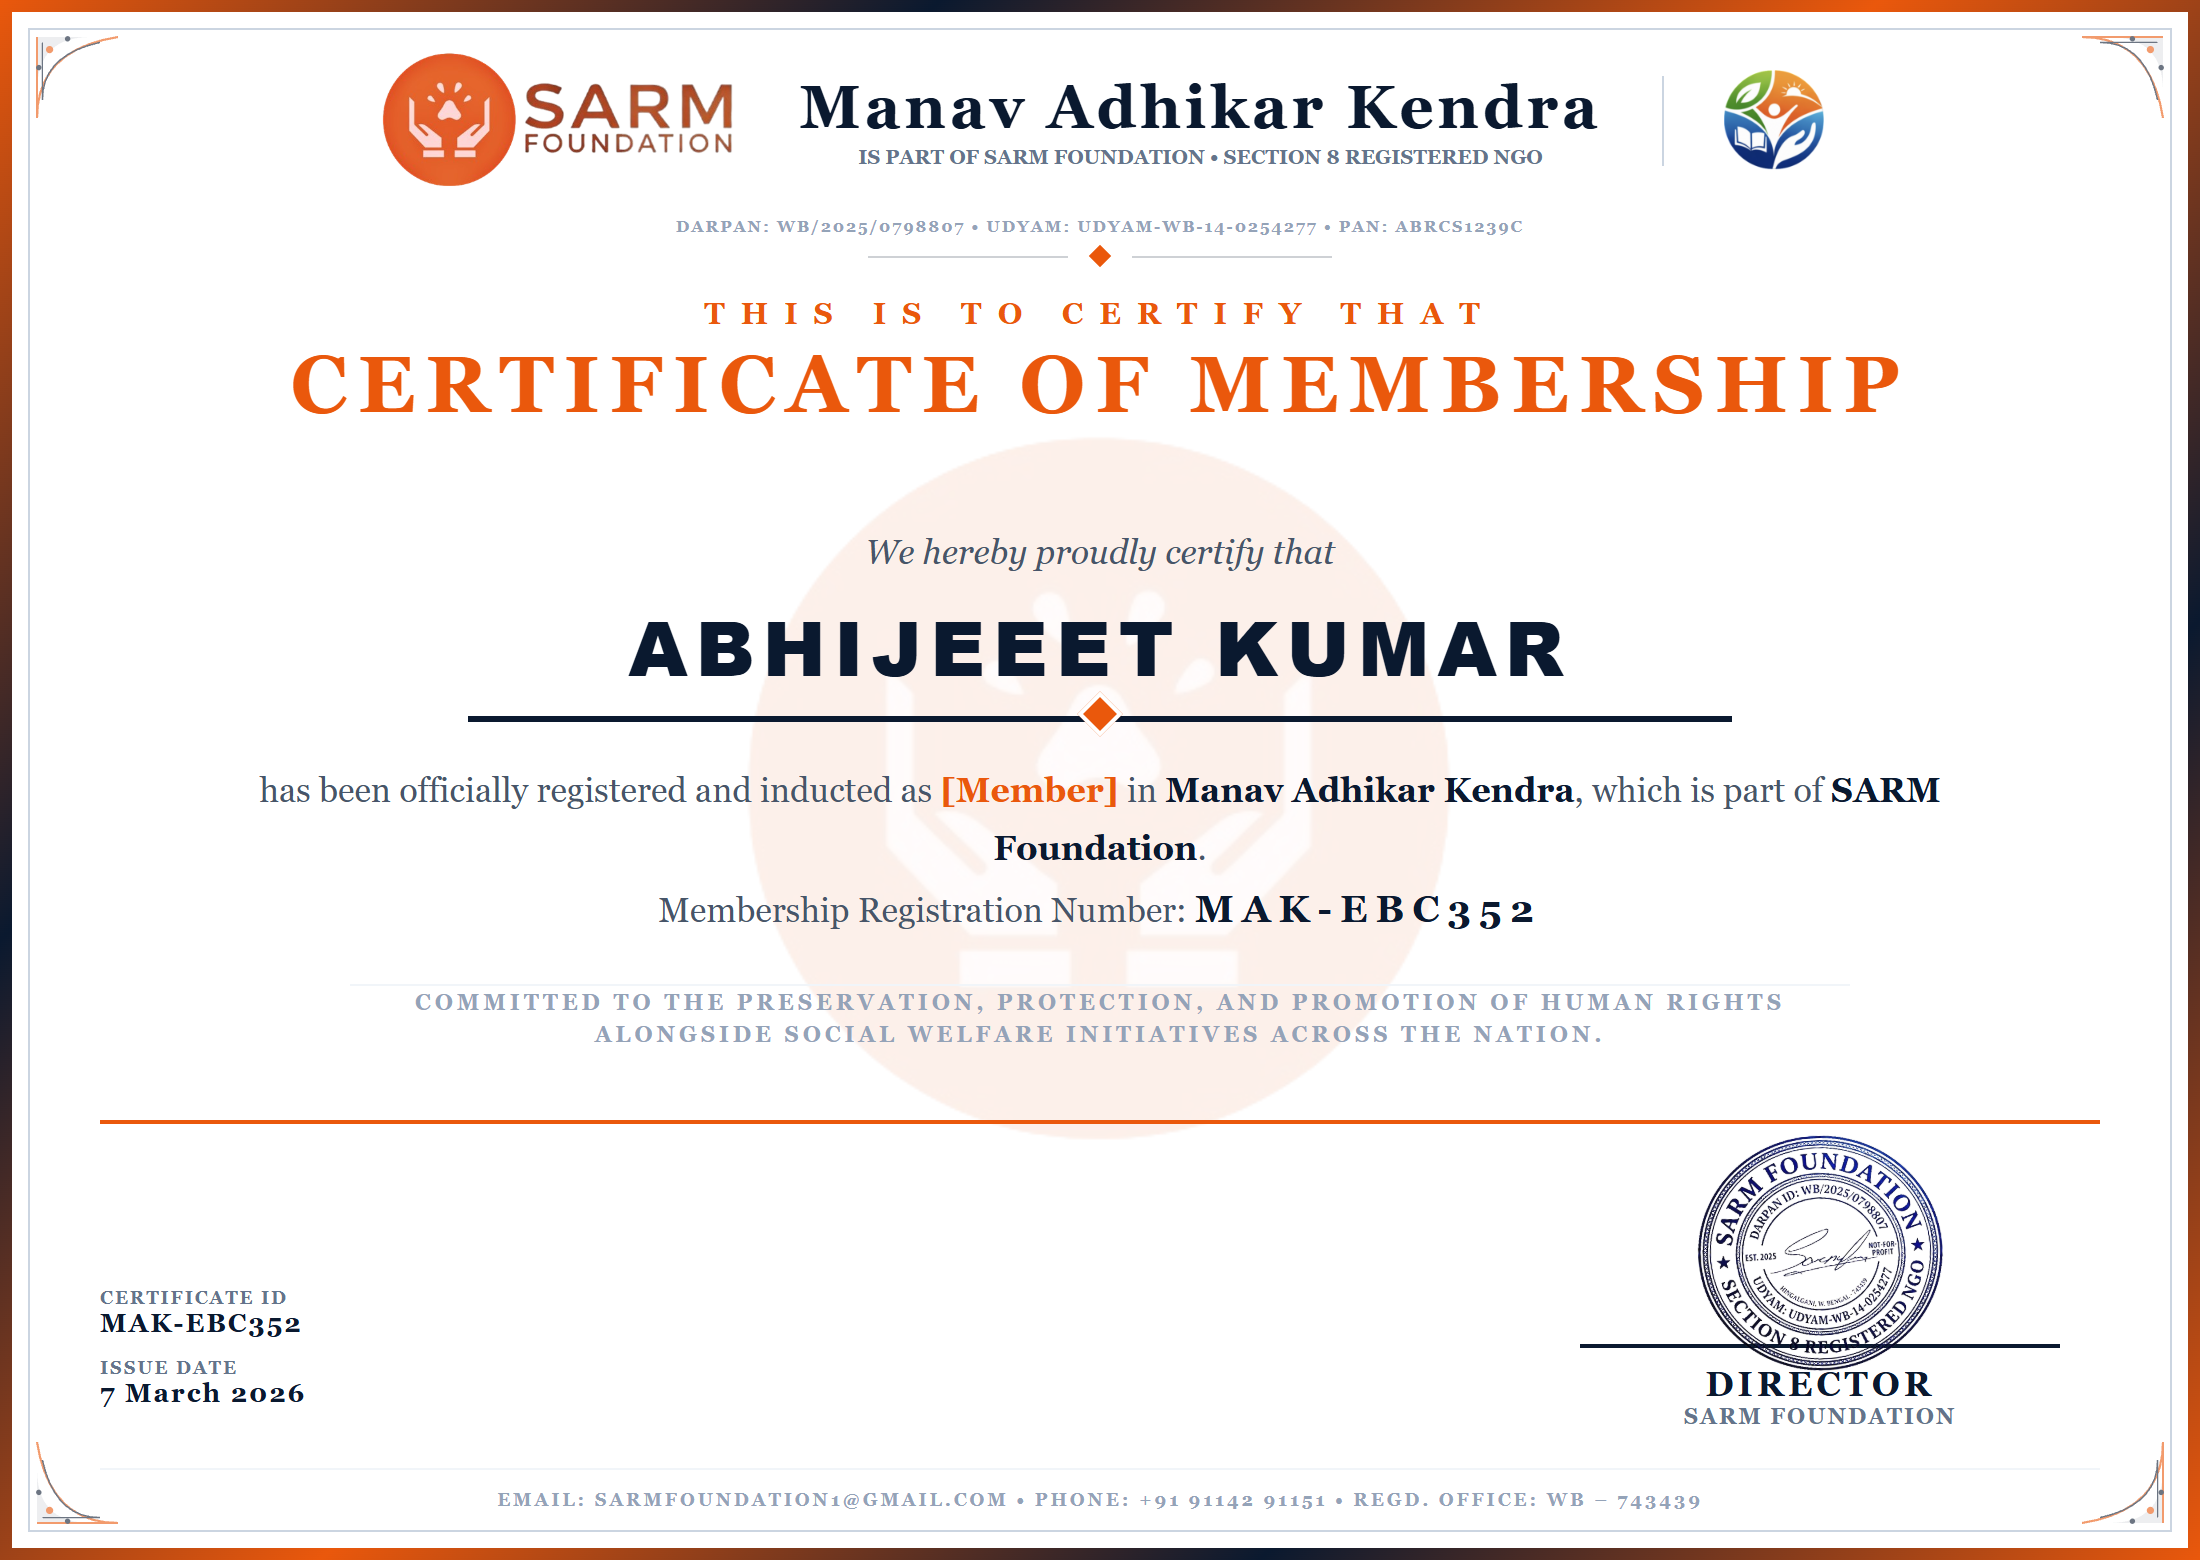 SARM
FOUNDATION
Manav Adhikar Kendra
IS PART OF SARM FOUNDATION • SECTION 8 REGISTERED NGO
DARPAN: WB/2025/0798807 • UDYAM: UDYAM-WB-14-0254277 • PAN: ABRCS1239C
THIS IS TO CERTIFY THAT
CERTIFICATE OF MEMBERSHIP
We hereby proudly certify that
ABHIJEEET KUMAR
has been officially registered and inducted as [Member] in Manav Adhikar Kendra, which is part of SARM
Foundation.
Membership Registration Number: MAK-EBC352
COMMITTED TO THE PRESERVATION, PROTECTION, AND PROMOTION OF HUMAN RIGHTS
ALONGSIDE SOCIAL WELFARE INITIATIVES ACROSS THE NATION.
SARM FOUNDATION
DARPAN ID: WB/2025/0798807
EST. 2025
NOT-FOR-
PROFIT
HINGALGANJ, W. BENGAL - 743439
UDYAM: UDYAM-WB-14-0254277
SECTION 8 REGISTERED NGO
CERTIFICATE ID
MAK-EBC352
ISSUE DATE
7 March 2026
DIRECTOR
SARM FOUNDATION
EMAIL: SARMFOUNDATION1@GMAIL.COM • PHONE: +91 91142 91151 • REGD. OFFICE: WB – 743439